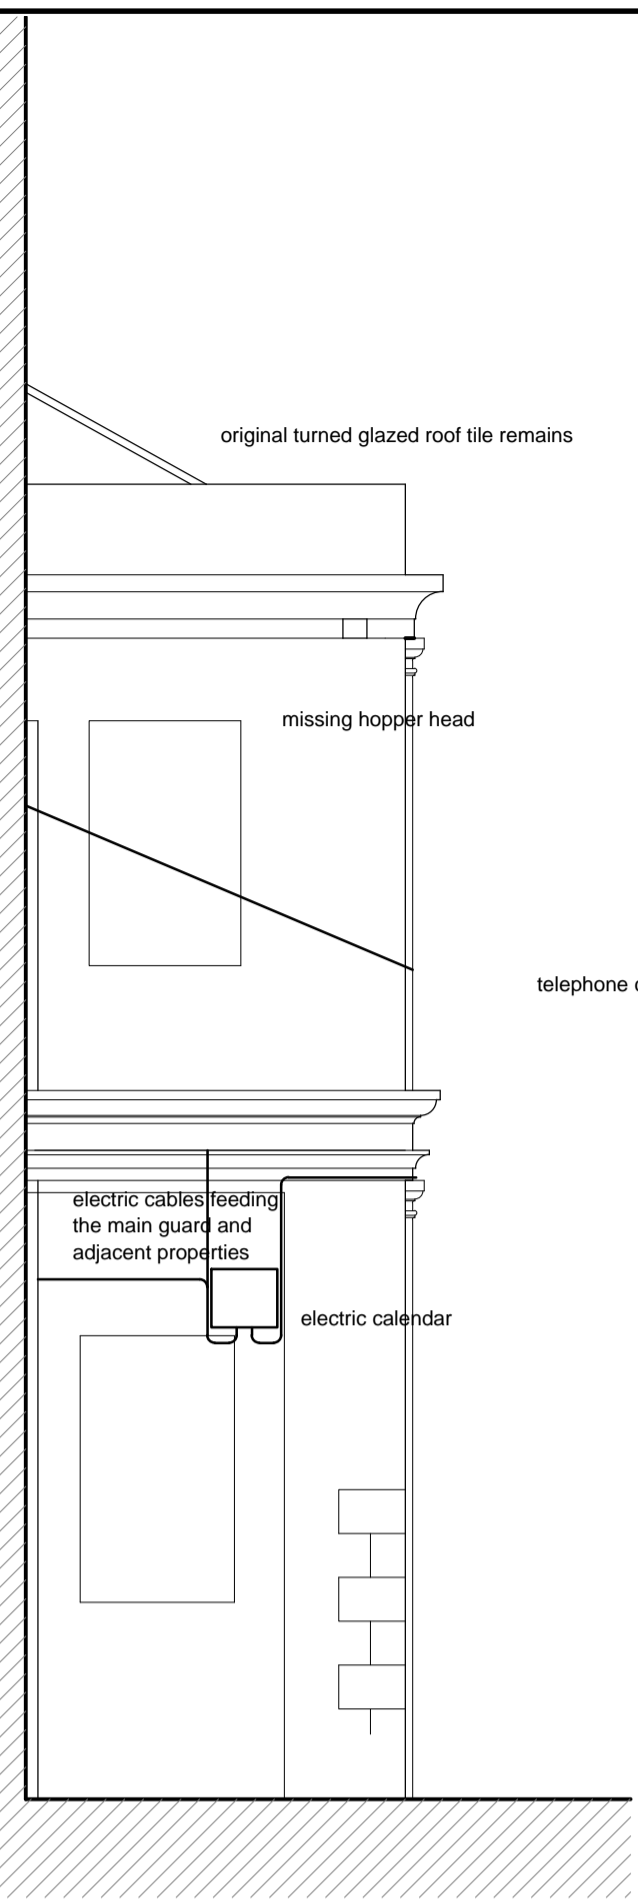 original turned glazed roof tile remains
missing hopper head
telephone
electric cables feeding
the main guard and
adjacent properties
electric calendar